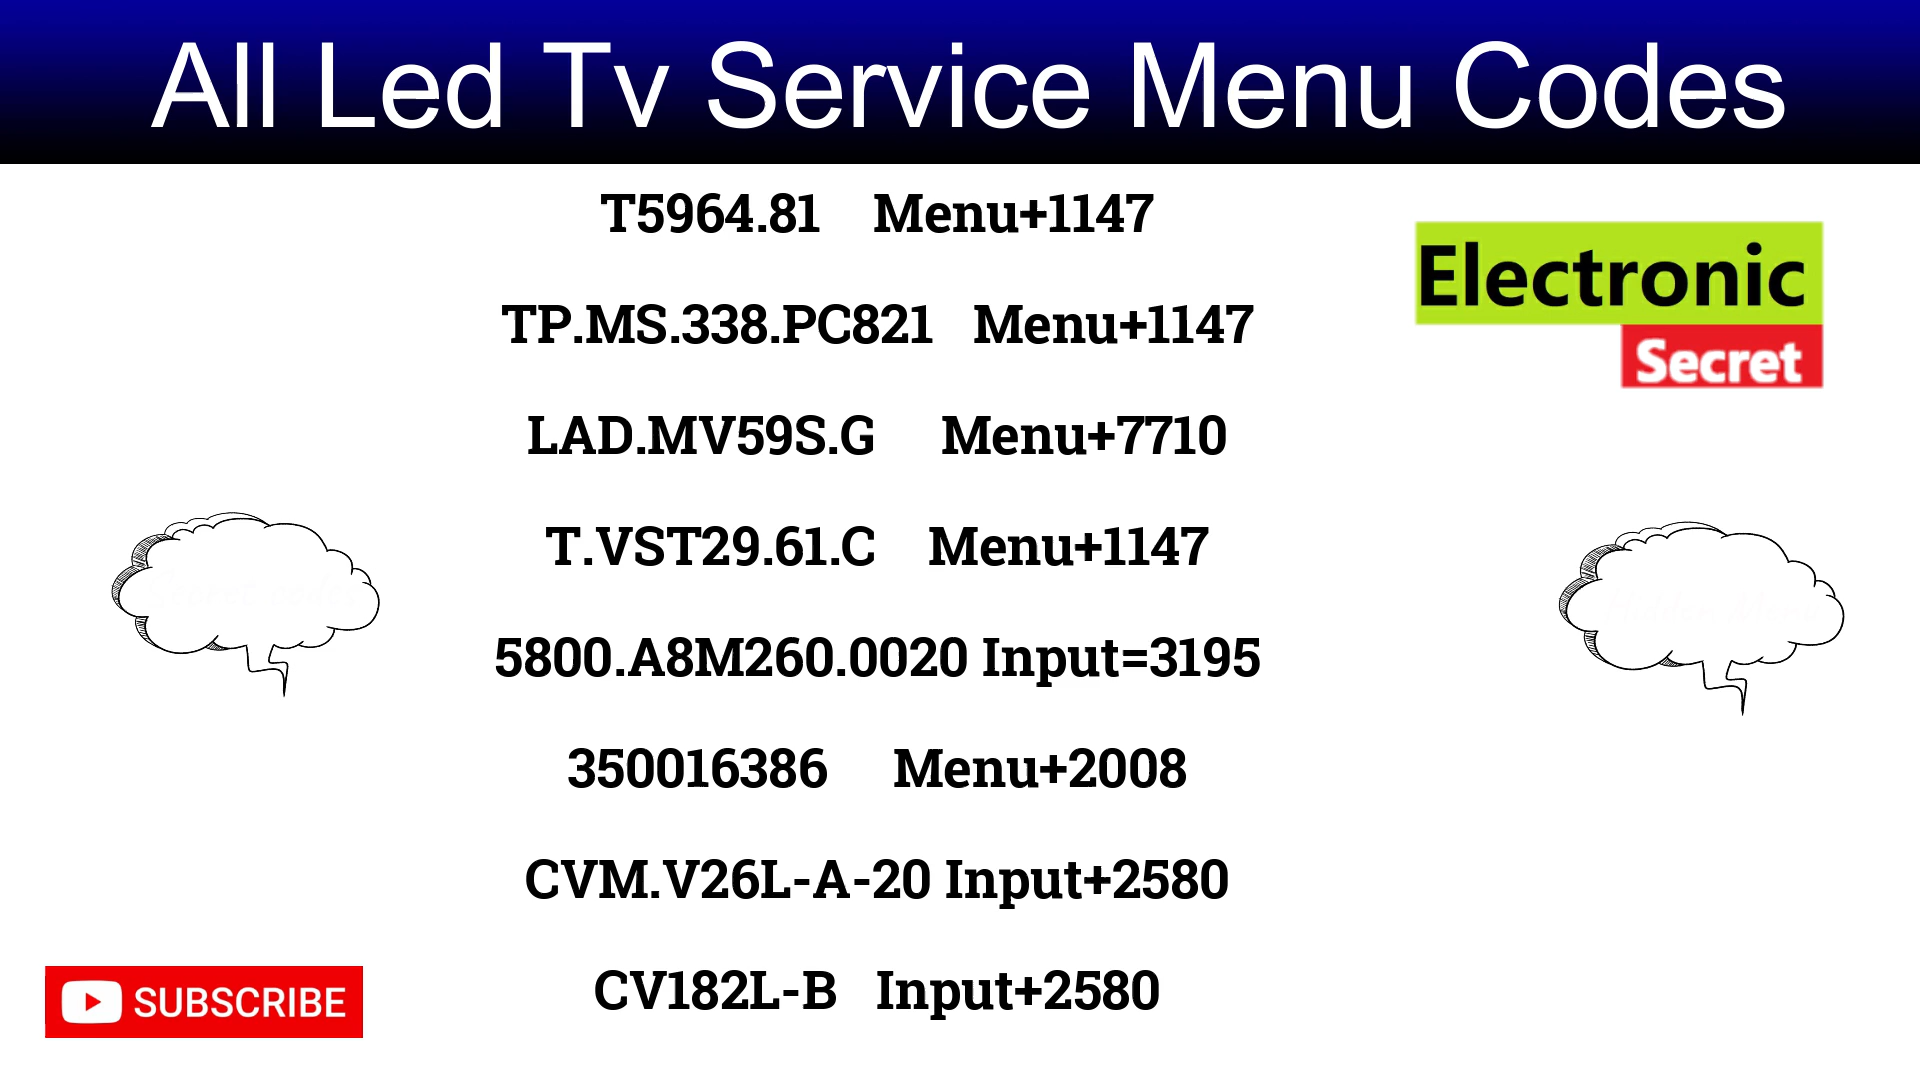 All Led Tv Service Menu Codes
T5964.81 Menu+1147
Electronic
Secret
TP.MS.338.PC821 Menu+1147
LAD.MV59S.G Menu+7710
T.VST29.61.C Menu+1147
5800.A8M260.0020 Input=3195
350016386 Menu+2008
CVM.V26L-A-20 Input+2580
CV182L-B Input+2580
SUBSCRIBE